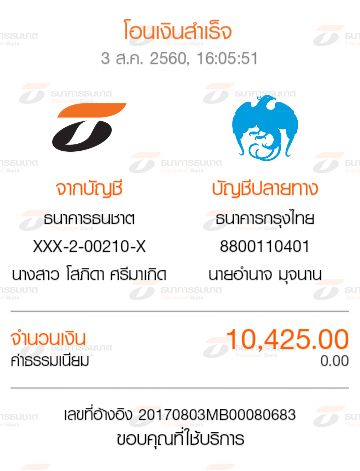 โอนเงินสำเร็จ
3 ส.ค. 2560, 16:05:51
จากบัญชี
บัญชีปลายทาง
ธนาคารธนชาต
ธนาคารกรุงไทย
XXX-2-00210-X
8800110401
นางสาว โสภิดา ศรีมาเกิด
นายอำนาจ มุจนาน
จำนวนเงิน 10,425.00
ค่าธรรมเนียม 0.00
เลขที่อ้างอิง 20170803MB00080683
ขอบคุณที่ใช้บริการ